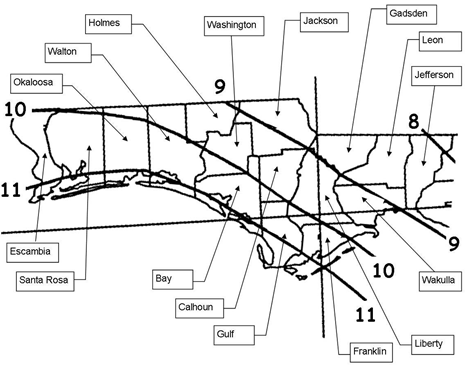 Holmes
Washington
Jackson
Gadsden
Walton
Leon
Okaloosa
Jefferson
9
10
8
11
9
Escambia
Santa Rosa
Bay
10
Wakulla
Calhoun
11
Gulf
Liberty
Franklin